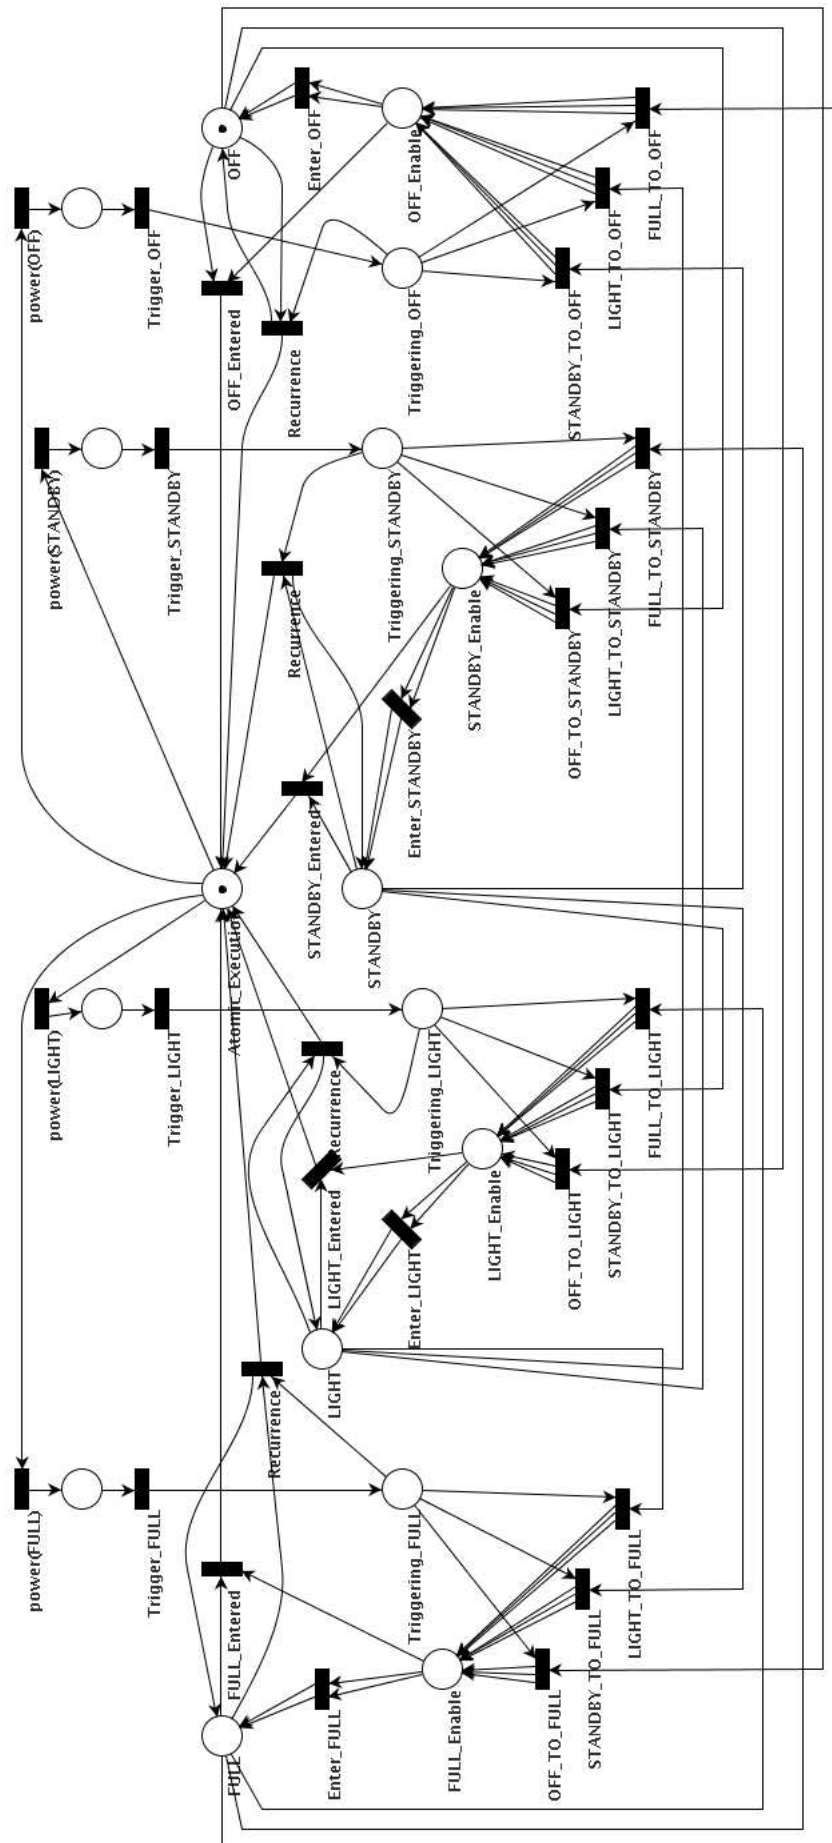 power(OFF)
Trigger_OFF
OFF
Enter_OFF
OFF_Enable
FULL_TO_OFF
LIGHT_TO_OFF
STANDBY_TO_OFF
Triggering_OFF
OFF_Entered
Recurrence
power(STANDBY)
Trigger_STANDBY
Recurrence
Triggering_STANDBY
STANDBY_Enable
FULL_TO_STANDBY
LIGHT_TO_STANDBY
OFF_TO_STANDBY
Enter_STANDBY
STANDBY_Entered
STANDBY
Atomic_Execution
power(LIGHT)
Trigger_LIGHT
Recurrence
Triggering_LIGHT
LIGHT_Entered
LIGHT_Enable
FULL_TO_LIGHT
STANDBY_TO_LIGHT
OFF_TO_LIGHT
Enter_LIGHT
LIGHT
power(FULL)
Trigger_FULL
Recurrence
Triggering_FULL
FULL_Entered
LIGHT_TO_FULL
STANDBY_TO_FULL
OFF_TO_FULL
FULL_Enable
Enter_FULL
FULL